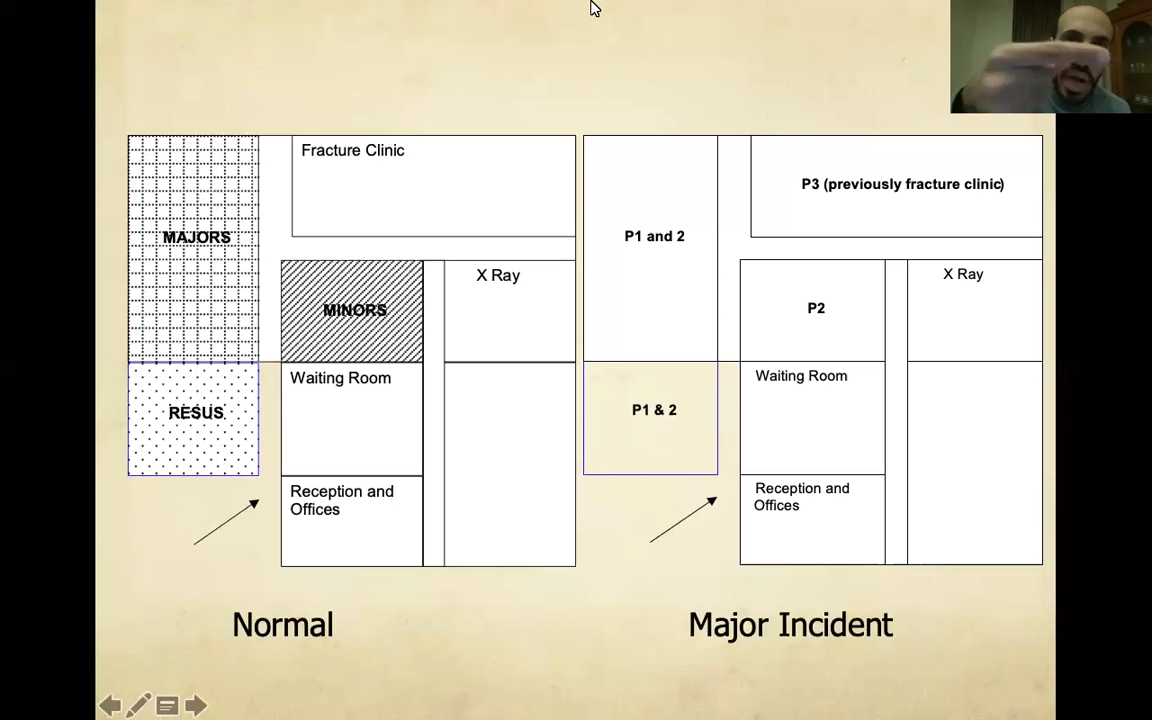 Fracture Clinic
MAJORS
MINORS
X Ray
Waiting Room
RESUS
Reception and
Offices
Normal
P3 (previously fracture clinic)
P1 and 2
X Ray
P2
Waiting Room
P1 & 2
Reception and
Offices
Major Incident